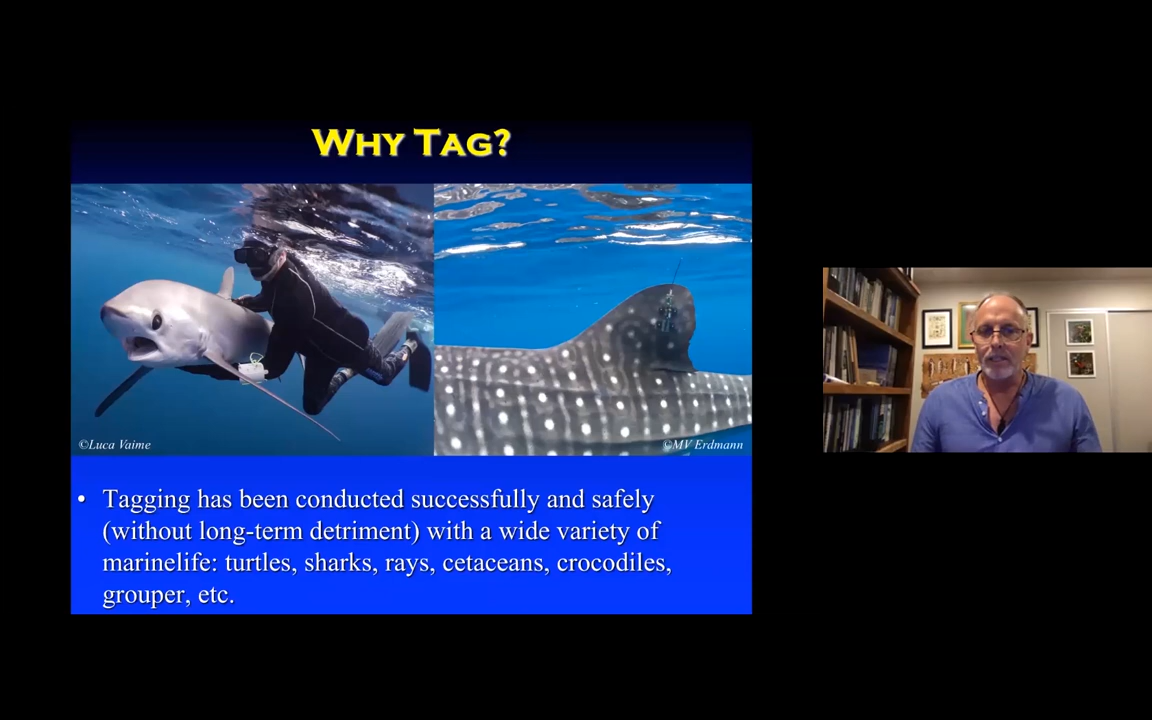 WHY TAG?
©Luca Vaime
©MV Erdmann
• Tagging has been conducted successfully and safely
(without long-term detriment) with a wide variety of
marinelife: turtles, sharks, rays, cetaceans, crocodiles,
grouper, etc.